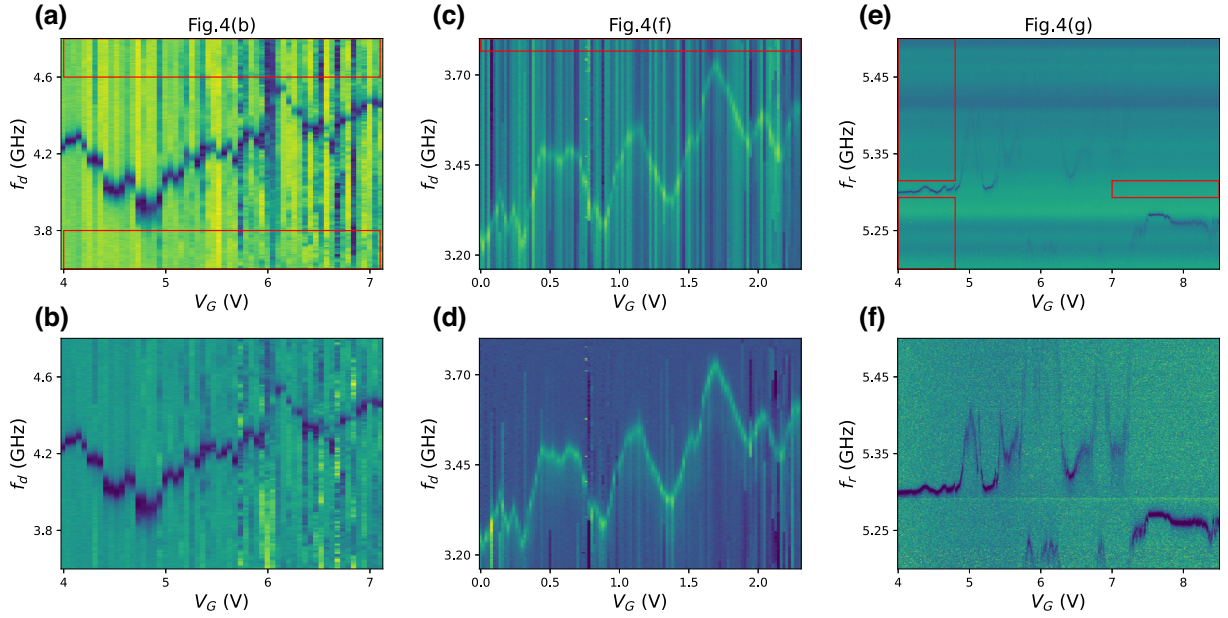 (a) Fig.4(b)
4.6
4.2
3.8
f_d (GHz)
4 5 6 7
V_G (V)
(c) Fig.4(f)
3.70
3.45
3.20
f_d (GHz)
0.0 0.5 1.0 1.5 2.0
V_G (V)
(e) Fig.4(g)
5.45
5.35
5.25
f_r (GHz)
4 5 6 7 8
V_G (V)
(b)
4.6
4.2
3.8
f_d (GHz)
4 5 6 7
V_G (V)
(d)
3.70
3.45
3.20
f_d (GHz)
0.0 0.5 1.0 1.5 2.0
V_G (V)
(f)
5.45
5.35
5.25
f_r (GHz)
4 5 6 7 8
V_G (V)